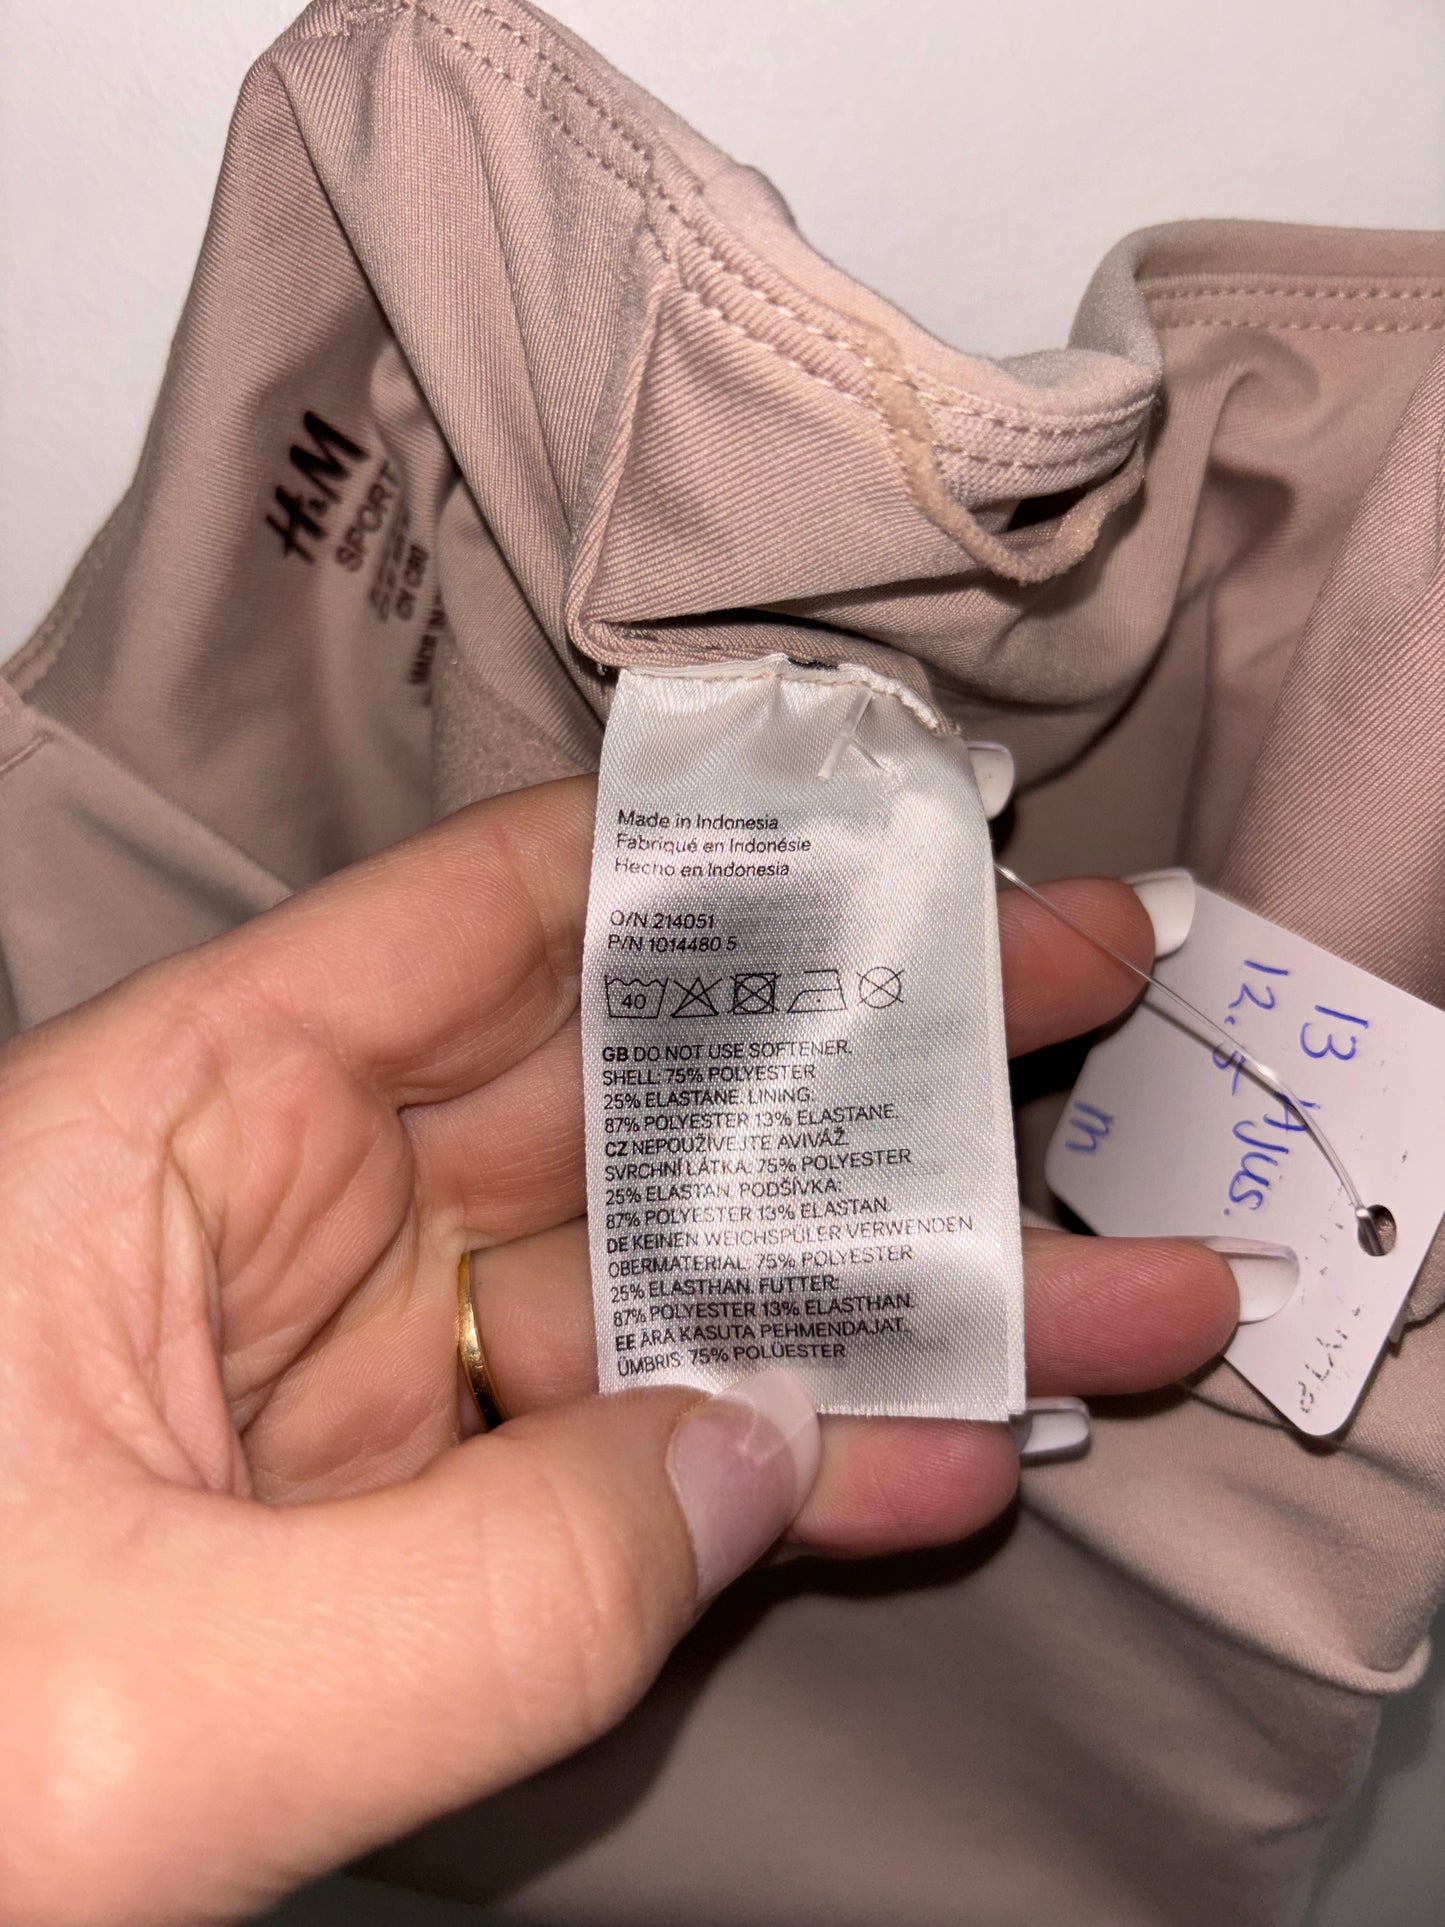 H&M
SPORT
Made in Indonesia
Fabriqué en Indonésie
Hecho en Indonesia
O/N 214051
P/N 1014480 5
40
GB DO NOT USE SOFTENER.
SHELL: 75% POLYESTER
25% ELASTANE. LINING:
87% POLYESTER 13% ELASTANE.
CZ NEPOUŽÍVEJTE AVIVÁŽ.
SVRCHNÍ LÁTKA: 75% POLYESTER
25% ELASTAN. PODŠÍVKA:
87% POLYESTER 13% ELASTAN.
DE KEINEN WEICHSPÜLER VERWENDEN
OBERMATERIAL: 75% POLYESTER
25% ELASTHAN. FUTTER:
87% POLYESTER 13% ELASTHAN.
EE ÄRA KASUTA PEHMENDAJAT.
ÜMBRIS: 75% POLÜESTER
13
12.5
m